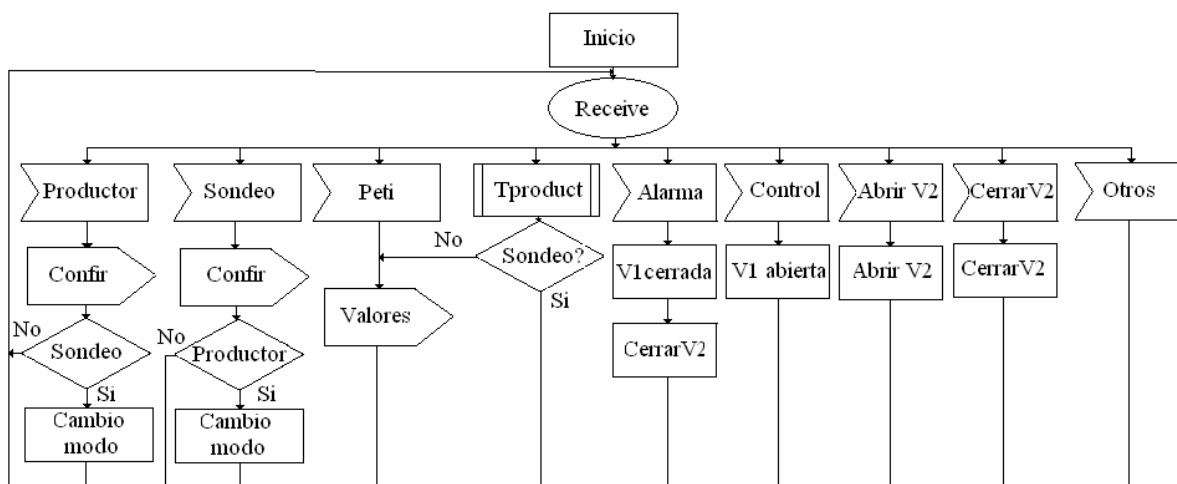 Inicio
Receive
Productor
Sondeo
Peti
Tproduct
Alarma
Control
Abrir V2
CerrarV2
Otros
Confir
Confir
No
Sondeo?
V1cerrada
V1 abierta
Abrir V2
CerrarV2
Valores
Si
No
Sondeo
No
Productor
CerrarV2
Si
Si
Cambio
modo
Cambio
modo